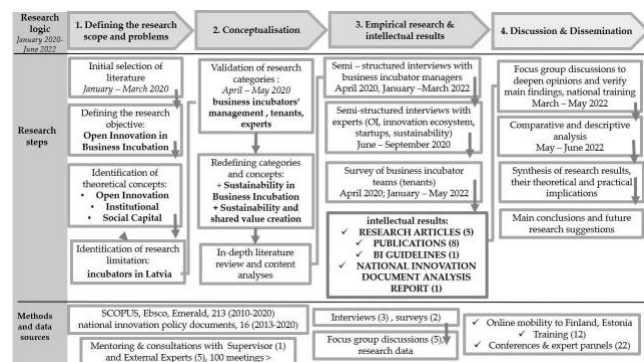 Research
logic
January 2020-
June 2022
1. Defining the research
scope and problems
2. Conceptualisation
3. Empirical research &
intellectual results
4. Discussion & Dissemination
Research
steps
Initial selection of
literature
January – March 2020
Defining the research
objective:
Open Innovation in
Business Incubation
Identification of
theoretical concepts:
• Open Innovation
• Institutional
• Social Capital
Identification of research
limitation:
incubators in Latvia
Validation of research
categories :
April – May 2020
business incubators'
management , tenants,
experts
Redefining categories
and concepts:
+ Sustainability in
Business Incubation
+ Sustainability and
shared value creation
In-depth literature
review and content
analyses
Semi – structured interviews with
business incubator managers
April 2020, January –March 2022
Semi-structured interviews with
experts (OI, innovation ecosystem,
startups, sustainability)
June – September 2020
Survey of business incubator
teams (tenants)
April 2020; January – May 2022
intellectual results:
✓ RESEARCH ARTICLES (5)
✓ PUBLICATIONS (8)
✓ BI GUIDELINES (1)
✓ NATIONAL INNOVATION
DOCUMENT ANALYSIS
REPORT (1)
Focus group discussions to
deepen opinions and verify
main findings, national training
March – May 2022
Comparative and descriptive
analysis
May – June 2022
Synthesis of research results,
their theoretical and practical
implications
Main conclusions and future
research suggestions
Methods
and data
sources
SCOPUS, Ebsco, Emerald, 213 (2010-2020)
national innovation policy documents, 16 (2013-2020)
Mentoring & consultations with Supervisor (1)
and External Experts (5), 100 meetings >
Interviews (3) , surveys (2)
Focus group discussions (5),
research data
• Online mobility to Finland, Estonia
• Training (12)
• Conferences & expert pannels (22)